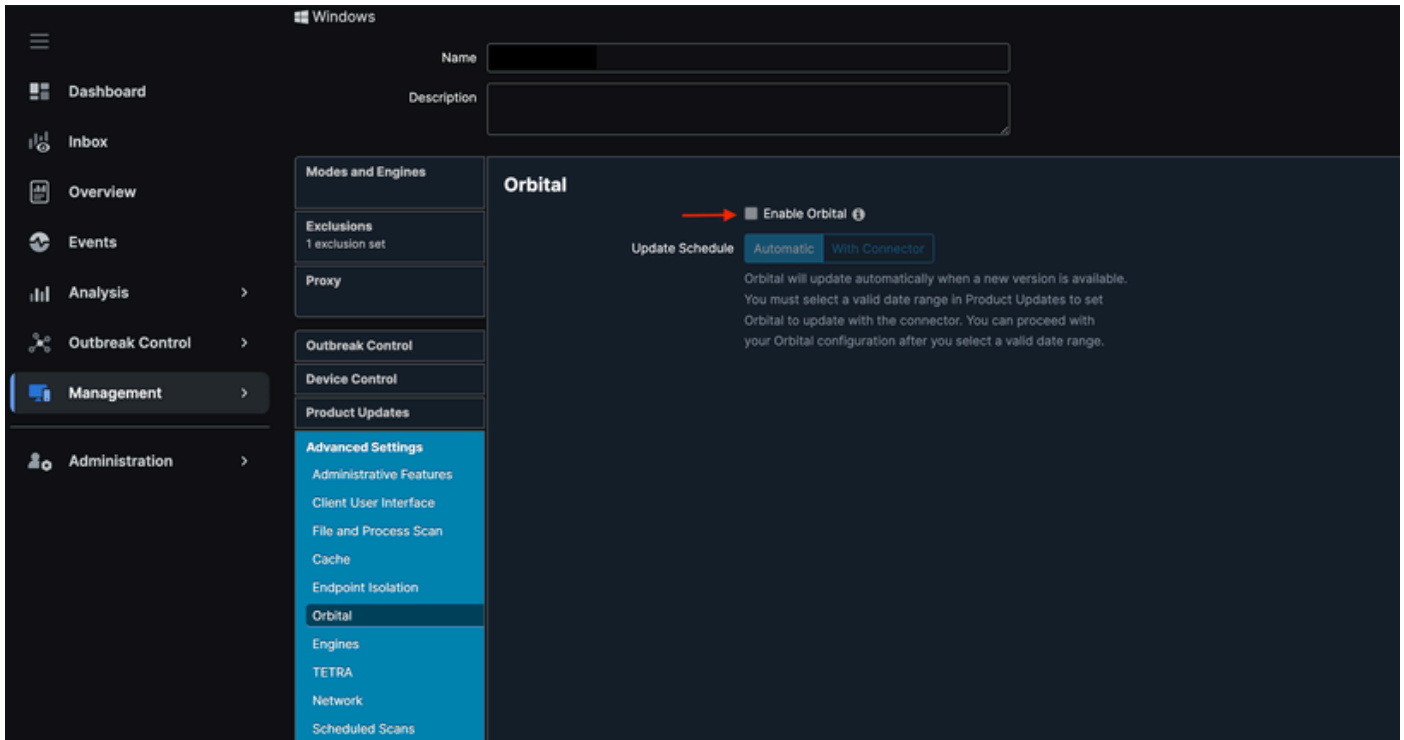 Windows
Name
Description
Dashboard
Inbox
Overview
Events
Analysis
Outbreak Control
Management
Administration
Modes and Engines
Exclusions
1 exclusion set
Proxy
Outbreak Control
Device Control
Product Updates
Advanced Settings
Administrative Features
Client User Interface
File and Process Scan
Cache
Endpoint Isolation
Orbital
Engines
TETRA
Network
Scheduled Scans
Orbital
Enable Orbital
Update Schedule Automatic With Connector
Orbital will update automatically when a new version is available.
You must select a valid date range in Product Updates to set
Orbital to update with the connector. You can proceed with
your Orbital configuration after you select a valid date range.